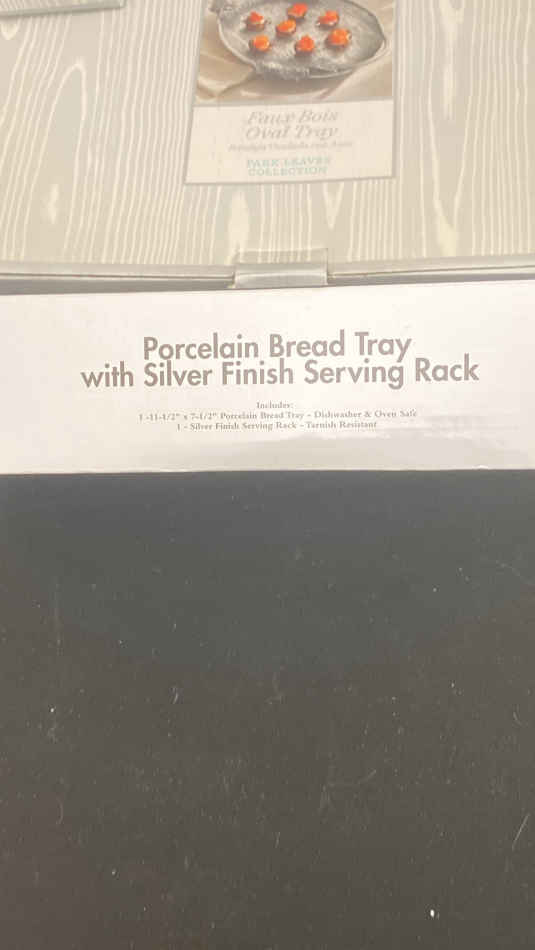 Faux Bois
Oval Tray
PARK LEAVES
COLLECTION
Porcelain Bread Tray
with Silver Finish Serving Rack
Includes:
1 -11-1/2" x 7-1/2" Porcelain Bread Tray - Dishwasher & Oven Safe
1 - Silver Finish Serving Rack - Tarnish Resistant